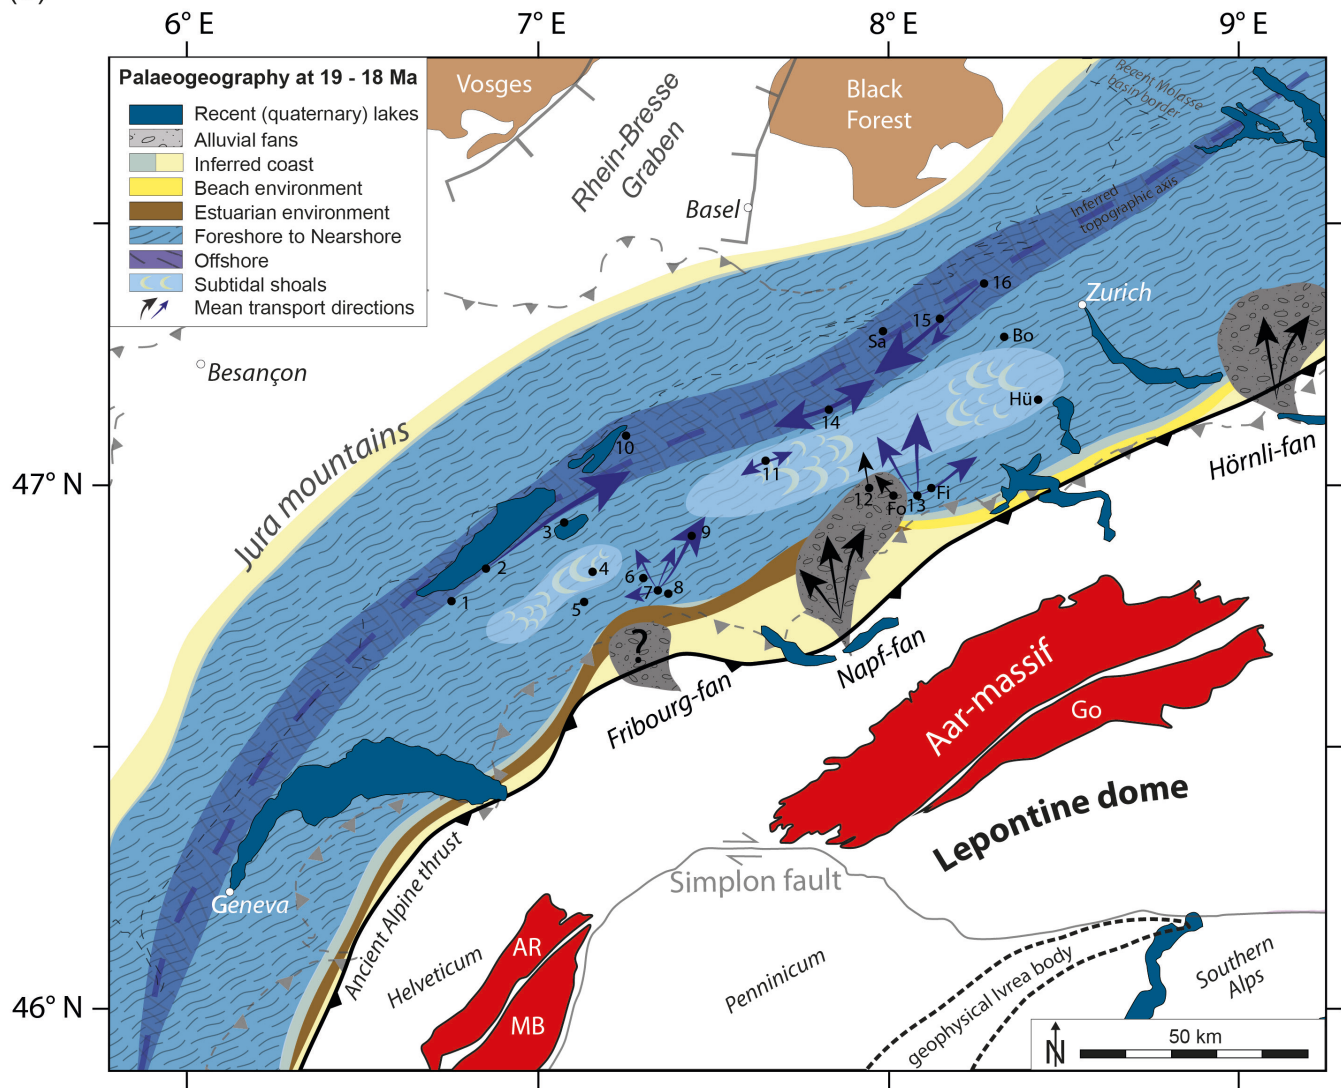 6° E
7° E
8° E
9° E
Palaeogeography at 19 - 18 Ma
Recent (quaternary) lakes
Alluvial fans
Inferred coast
Beach environment
Estuarian environment
Foreshore to Nearshore
Offshore
Subtidal shoals
Mean transport directions
Vosges
Rhein-Bresse
Graben
Black
Forest
Recent Molasse
basin border
Basel
Inferred
topographic axis
Besançon
Jura mountains
Zurich
16
15
Sa
Bo
Hü
14
10
11
12
Fo
13
Fi
Hörnli-fan
47° N
3
2
1
4
5
6
7
8
9
?
Fribourg-fan
Napf-fan
Aar-massif
Go
Lepontine dome
Simplon fault
Geneva
Ancient Alpine thrust
Helveticum
AR
MB
Penninicum
geophysical Ivrea body
Southern
Alps
46° N
N
50 km